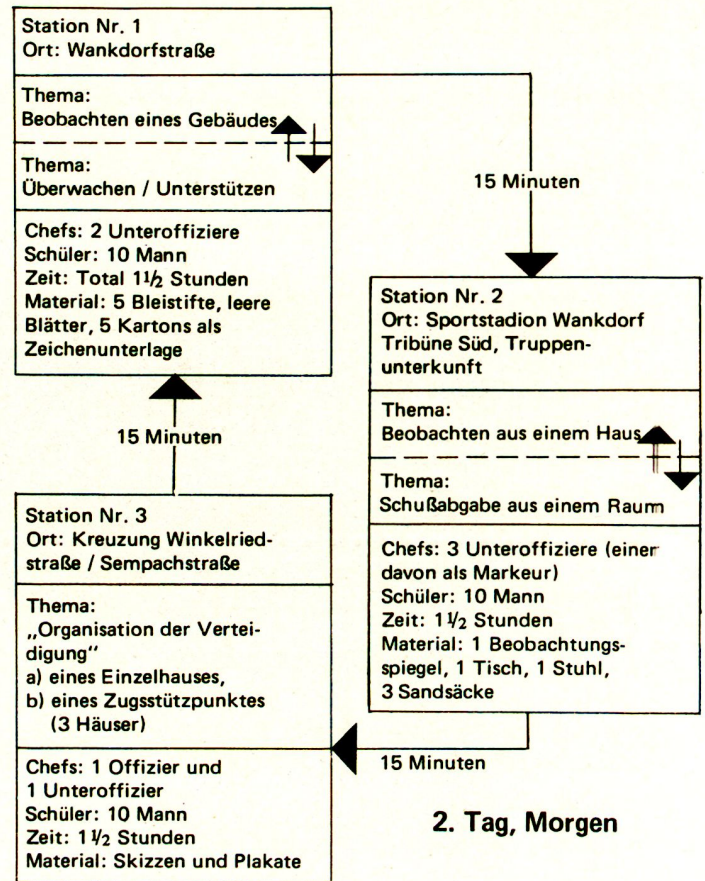 Station Nr. 1
Ort: Wankdorfstraße
Thema:
Beobachten eines Gebäudes
Thema:
Überwachen / Unterstützen
Chefs: 2 Unteroffiziere
Schüler: 10 Mann
Zeit: Total 1½ Stunden
Material: 5 Bleistifte, leere
Blätter, 5 Kartons als
Zeichenunterlage
15 Minuten
Station Nr. 2
Ort: Sportstadion Wankdorf
Tribüne Süd, Truppen-
unterkunft
Thema:
Beobachten aus einem Haus
Thema:
Schußabgabe aus einem Raum
Chefs: 3 Unteroffiziere (einer
davon als Markeur)
Schüler: 10 Mann
Zeit: 1½ Stunden
Material: 1 Beobachtungs-
spiegel, 1 Tisch, 1 Stuhl,
3 Sandsäcke
15 Minuten
Station Nr. 3
Ort: Kreuzung Winkelried-
straße / Sempachstraße
Thema:
„Organisation der Vertei-
digung“
a) eines Einzelhauses,
b) eines Zugsstützpunktes
(3 Häuser)
Chefs: 1 Offizier und
1 Unteroffizier
Schüler: 10 Mann
Zeit: 1½ Stunden
Material: Skizzen und Plakate
15 Minuten
2. Tag, Morgen